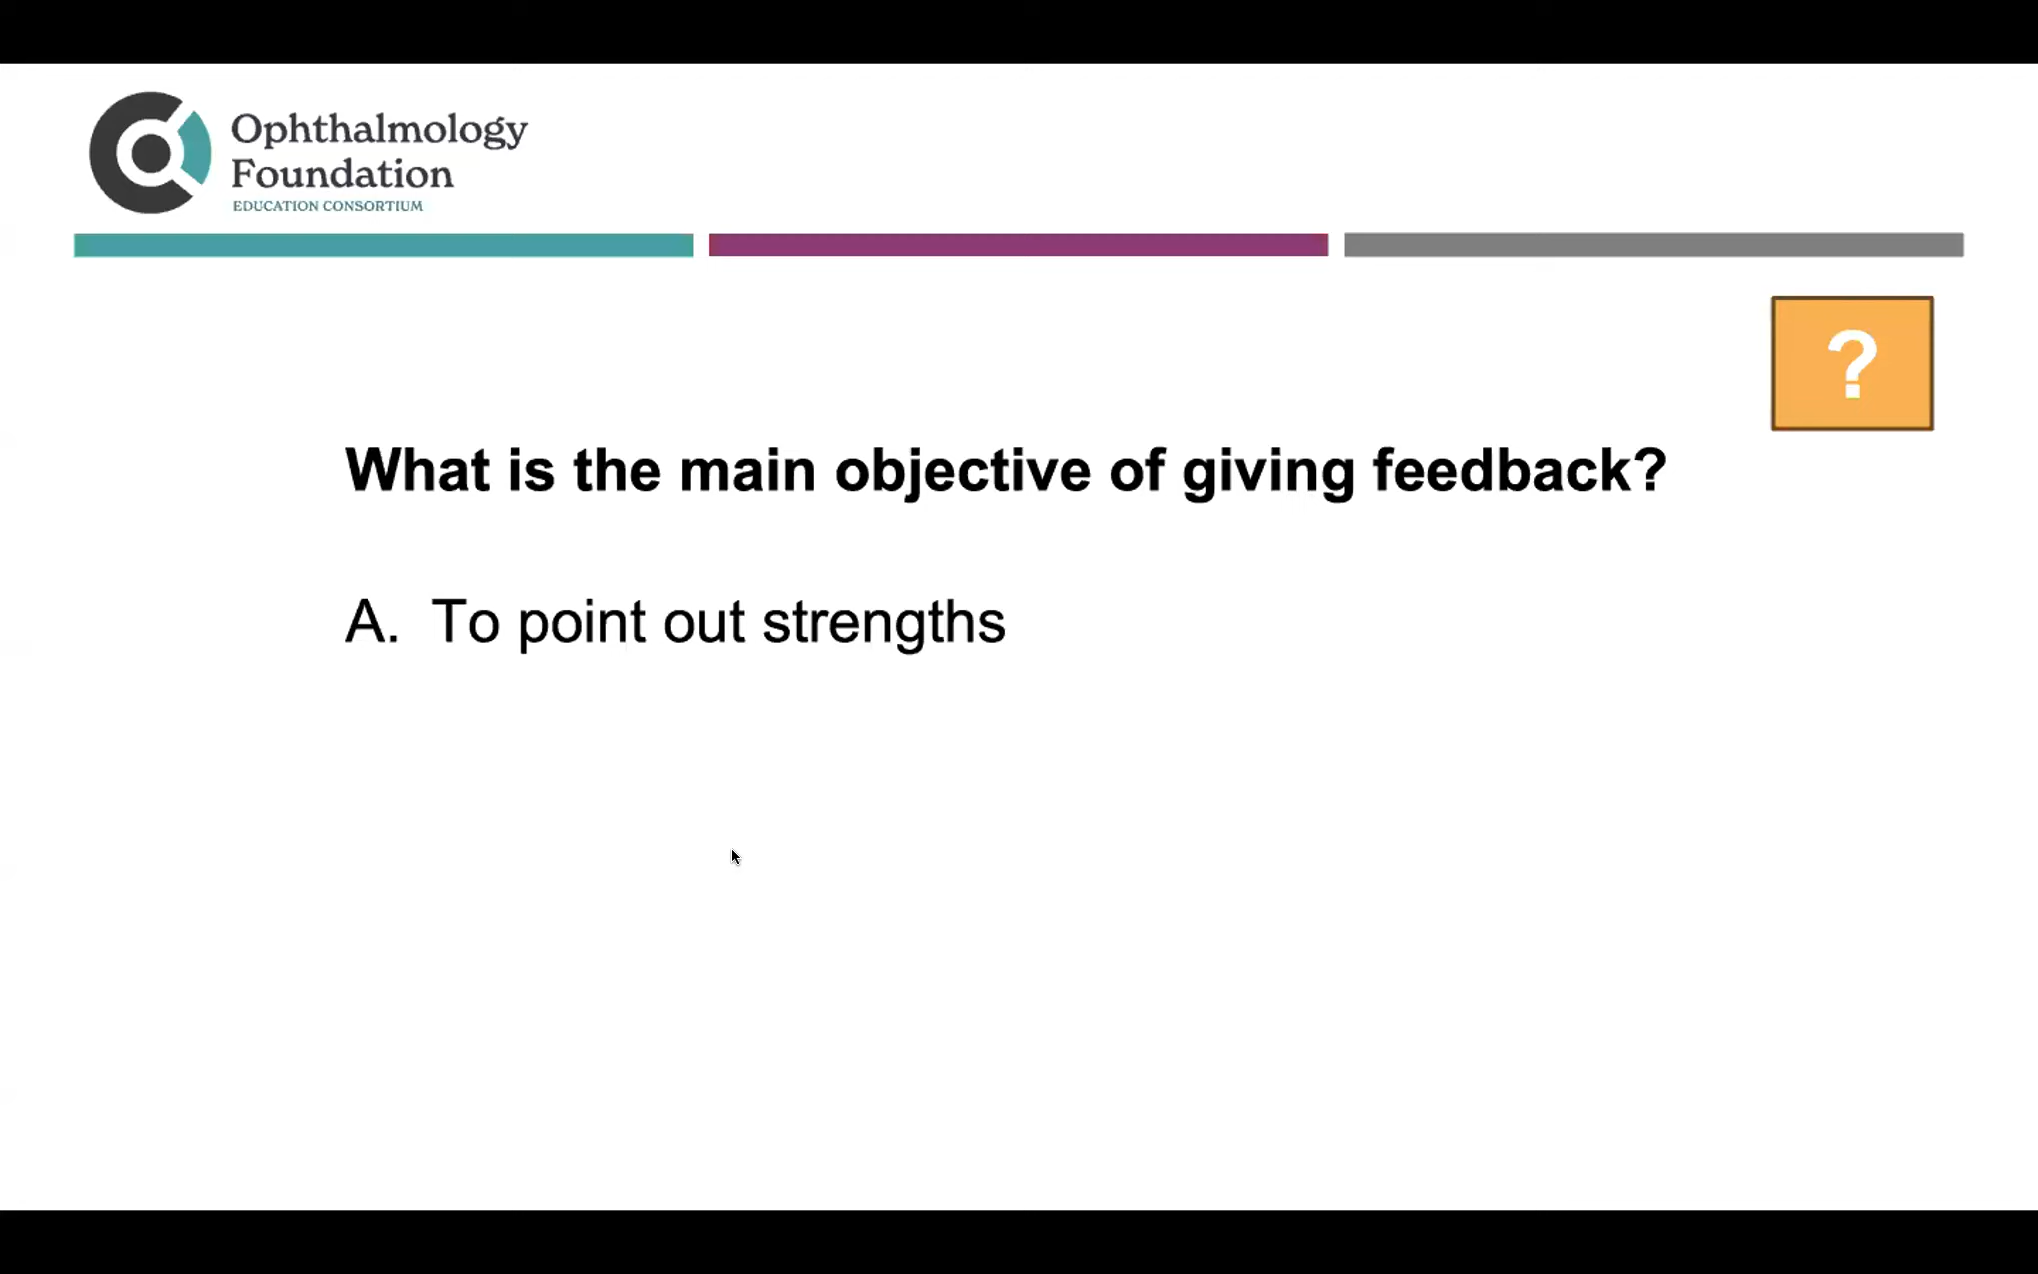 Ophthalmology
Foundation
EDUCATION CONSORTIUM
?
What is the main objective of giving feedback?
A. To point out strengths